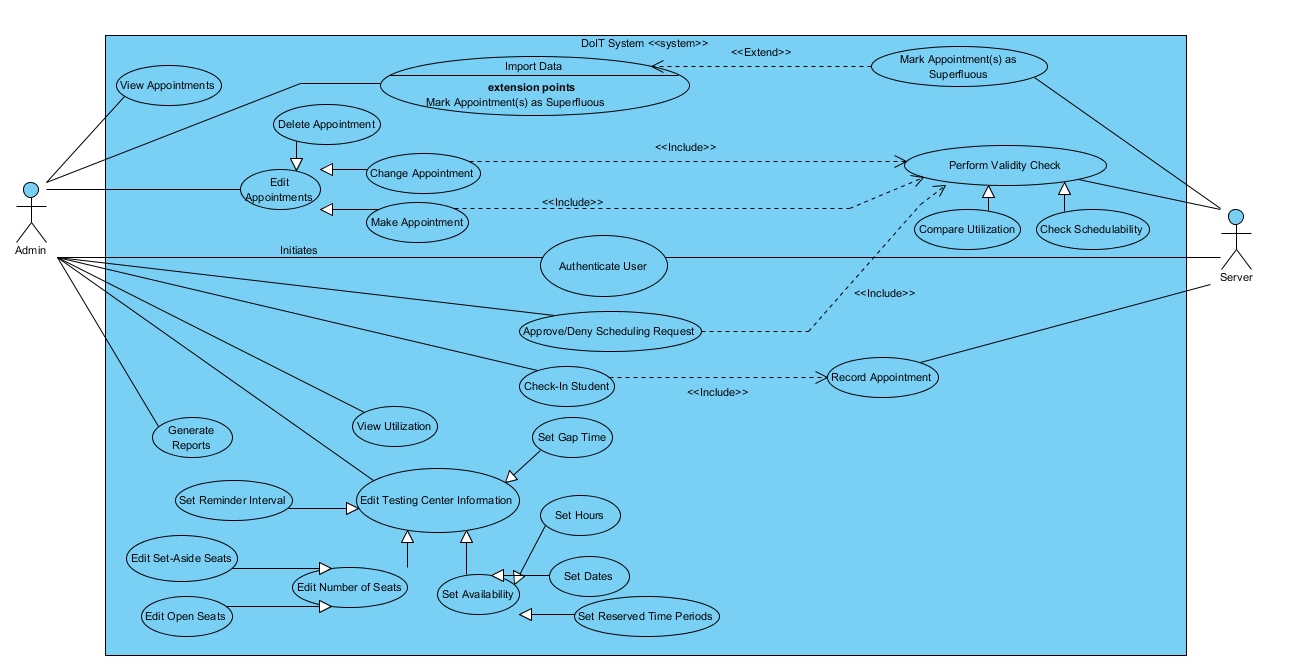 DoIT System <<system>>
<<Extend>>
View Appointments
Import Data
extension points
Mark Appointment(s) as Superfluous
Mark Appointment(s) as
Superfluous
Delete Appointment
<<Include>>
Change Appointment
Perform Validity Check
Edit
Appointments
<<Include>>
Make Appointment
Compare Utilization
Check Schedulability
Admin
Initiates
Authenticate User
Server
<<Include>>
Approve/Deny Scheduling Request
Check-In Student
<<Include>>
Record Appointment
Generate
Reports
View Utilization
Set Gap Time
Set Reminder Interval
Edit Testing Center Information
Set Hours
Edit Set-Aside Seats
Edit Number of Seats
Set Availability
Set Dates
Edit Open Seats
Set Reserved Time Periods